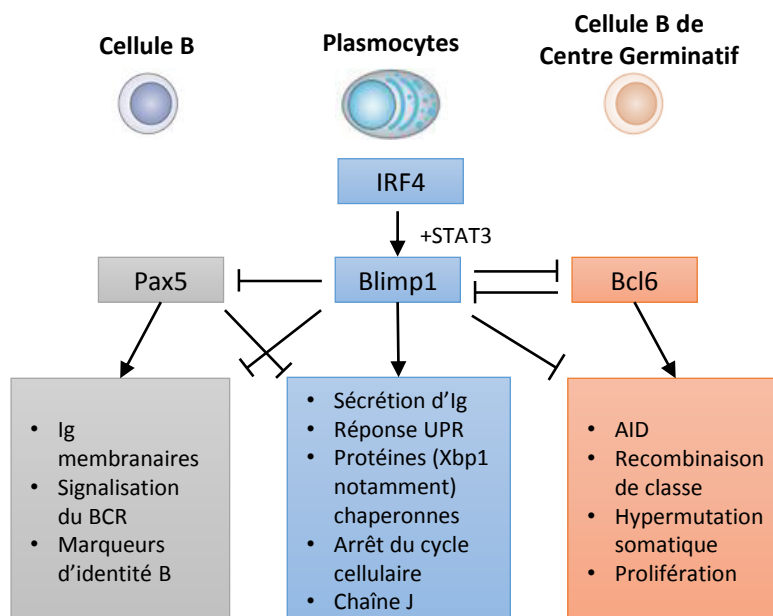 Cellule B
Plasmocytes
Cellule B de
Centre Germinatif
IRF4
+STAT3
Pax5
Blimp1
Bcl6
• Ig
membranaires
• Signalisation
du BCR
• Marqueurs
d'identité B
• Sécrétion d'Ig
• Réponse UPR
• Protéines (Xbp1
notamment)
chaperonnes
• Arrêt du cycle
cellulaire
• Chaîne J
• AID
• Recombinaison
de classe
• Hypermutation
somatique
• Prolifération